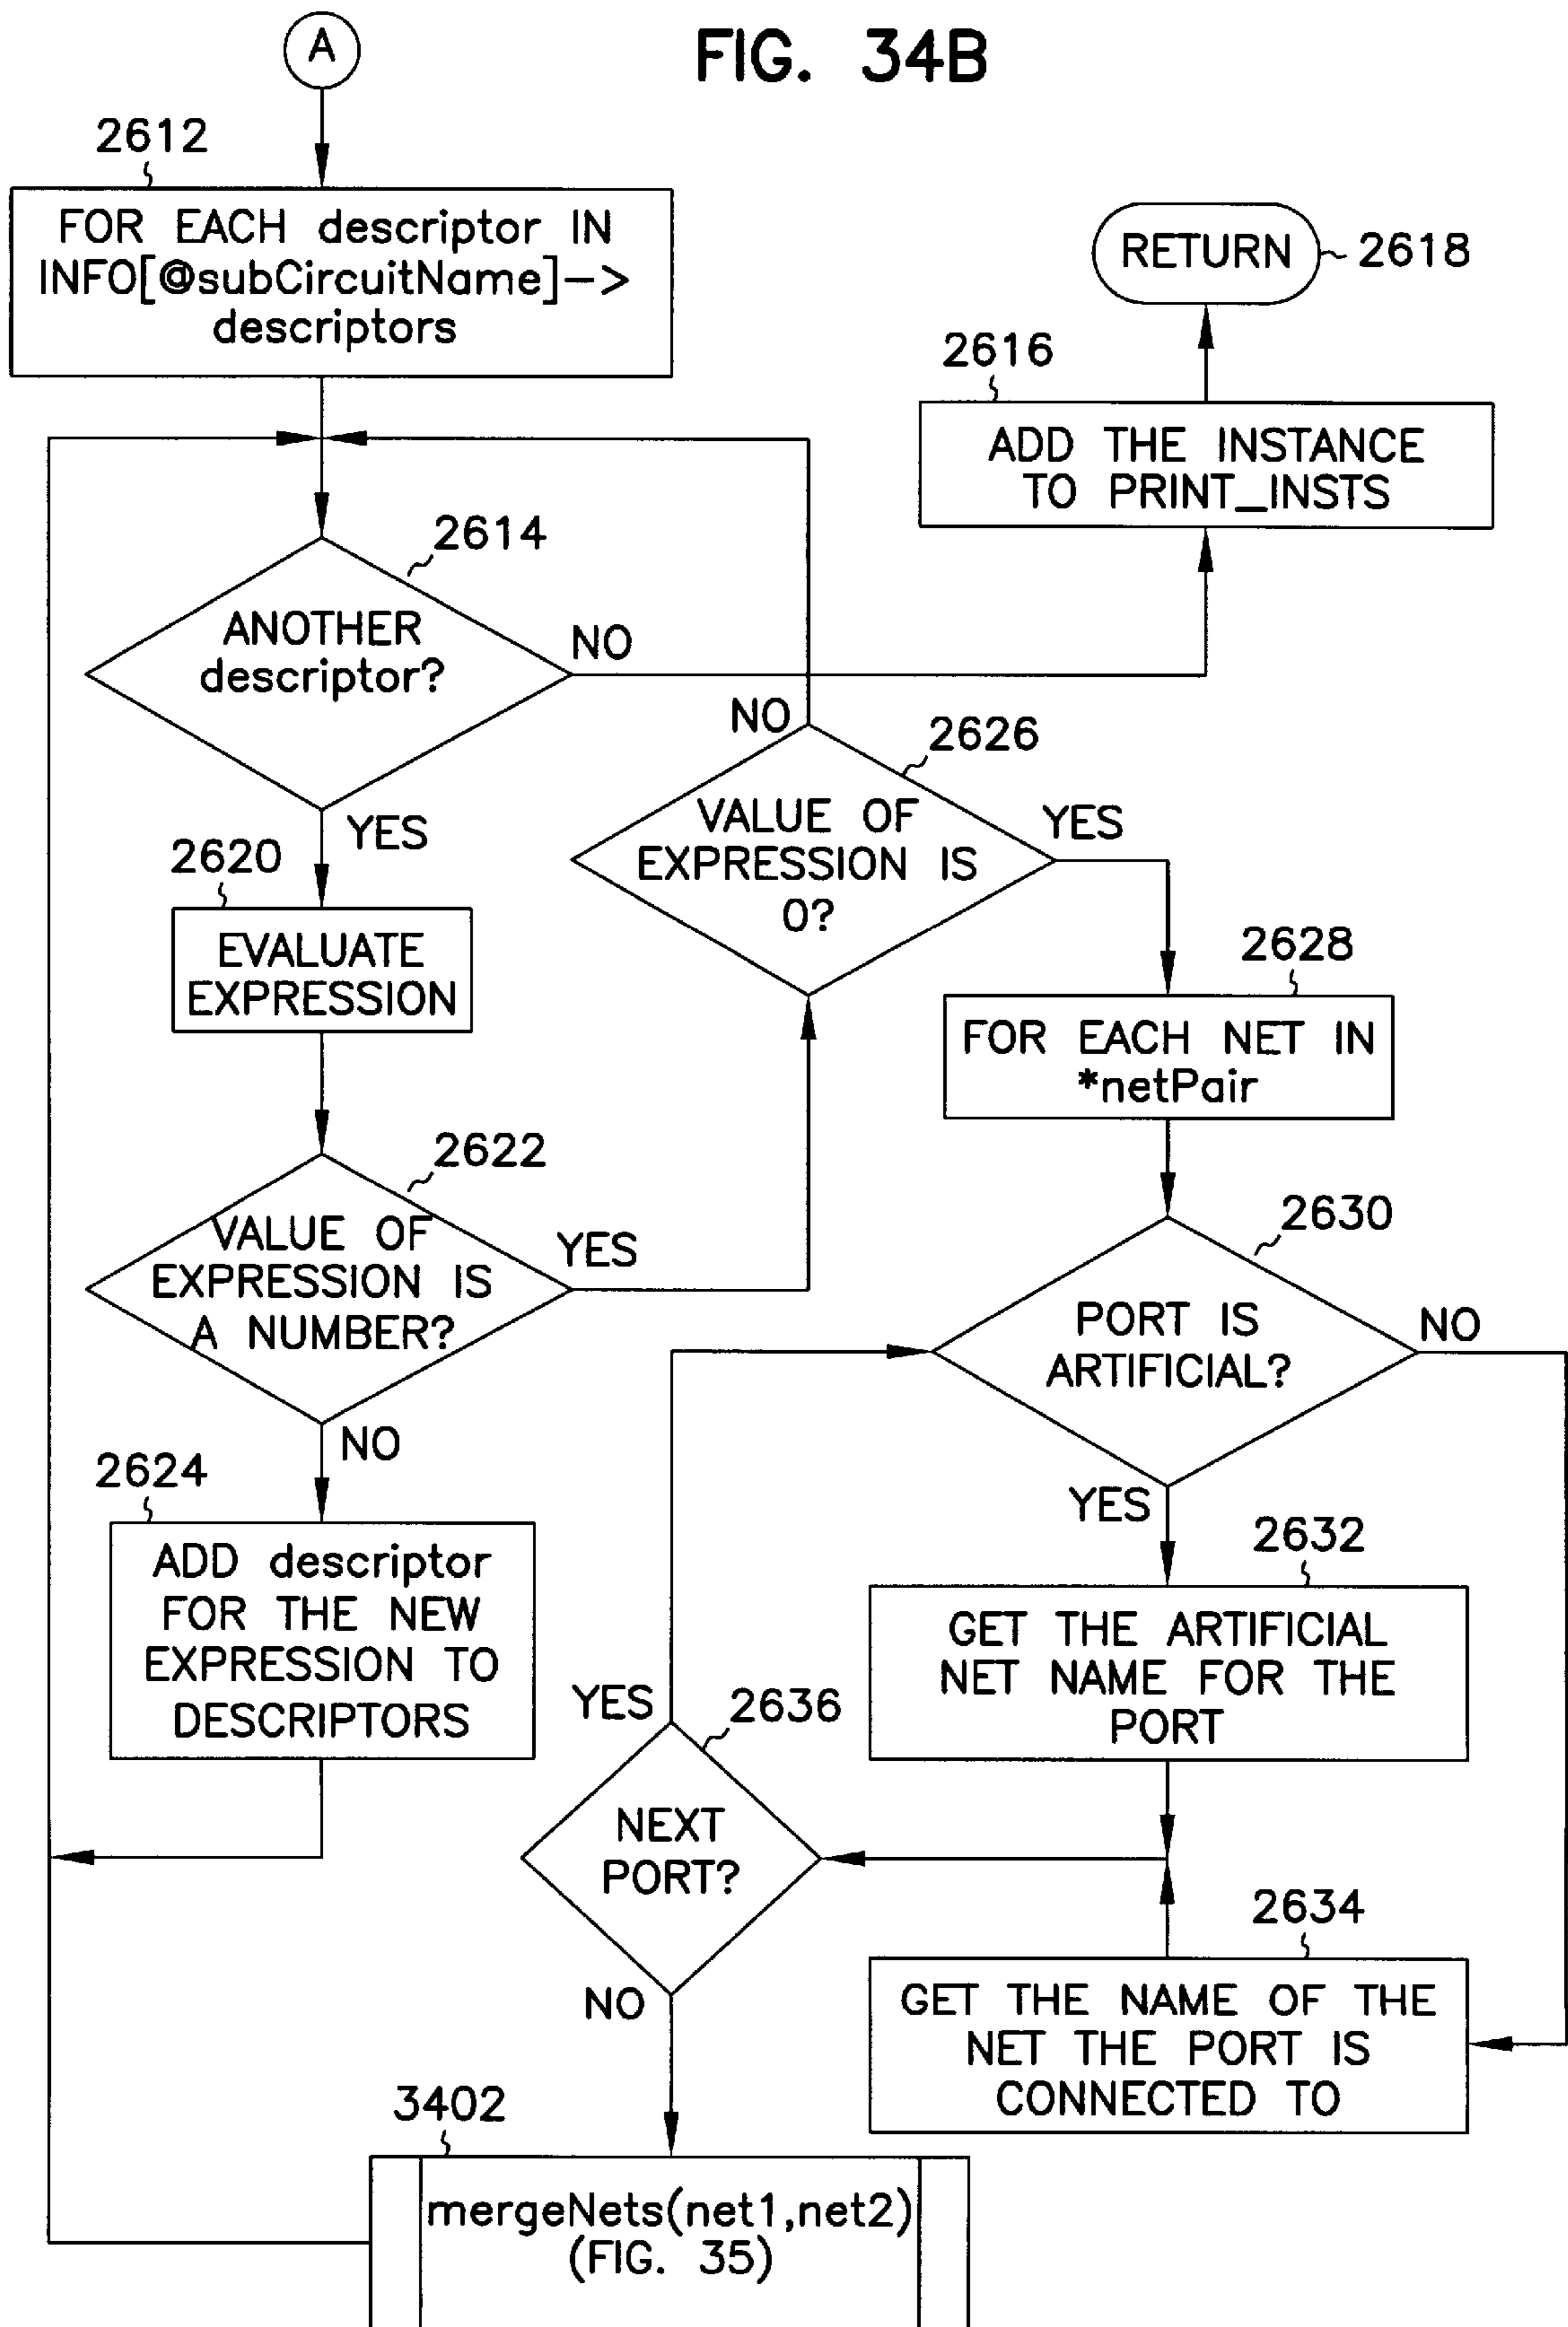 FIG. 34B
A
2612
FOR EACH descriptor IN
INFO[@subCircuitName]->
descriptors
RETURN
2618
2616
ADD THE INSTANCE
TO PRINT_INSTS
2614
ANOTHER
descriptor?
NO
YES
2620
EVALUATE
EXPRESSION
2622
VALUE OF
EXPRESSION IS
A NUMBER?
YES
NO
2624
ADD descriptor
FOR THE NEW
EXPRESSION TO
DESCRIPTORS
NO
2626
VALUE OF
EXPRESSION IS
0?
YES
2628
FOR EACH NET IN
*netPair
2630
PORT IS
ARTIFICIAL?
NO
YES
2632
GET THE ARTIFICIAL
NET NAME FOR THE
PORT
2634
GET THE NAME OF THE
NET THE PORT IS
CONNECTED TO
YES
2636
NEXT
PORT?
NO
3402
mergeNets(net1,net2)
(FIG. 35)